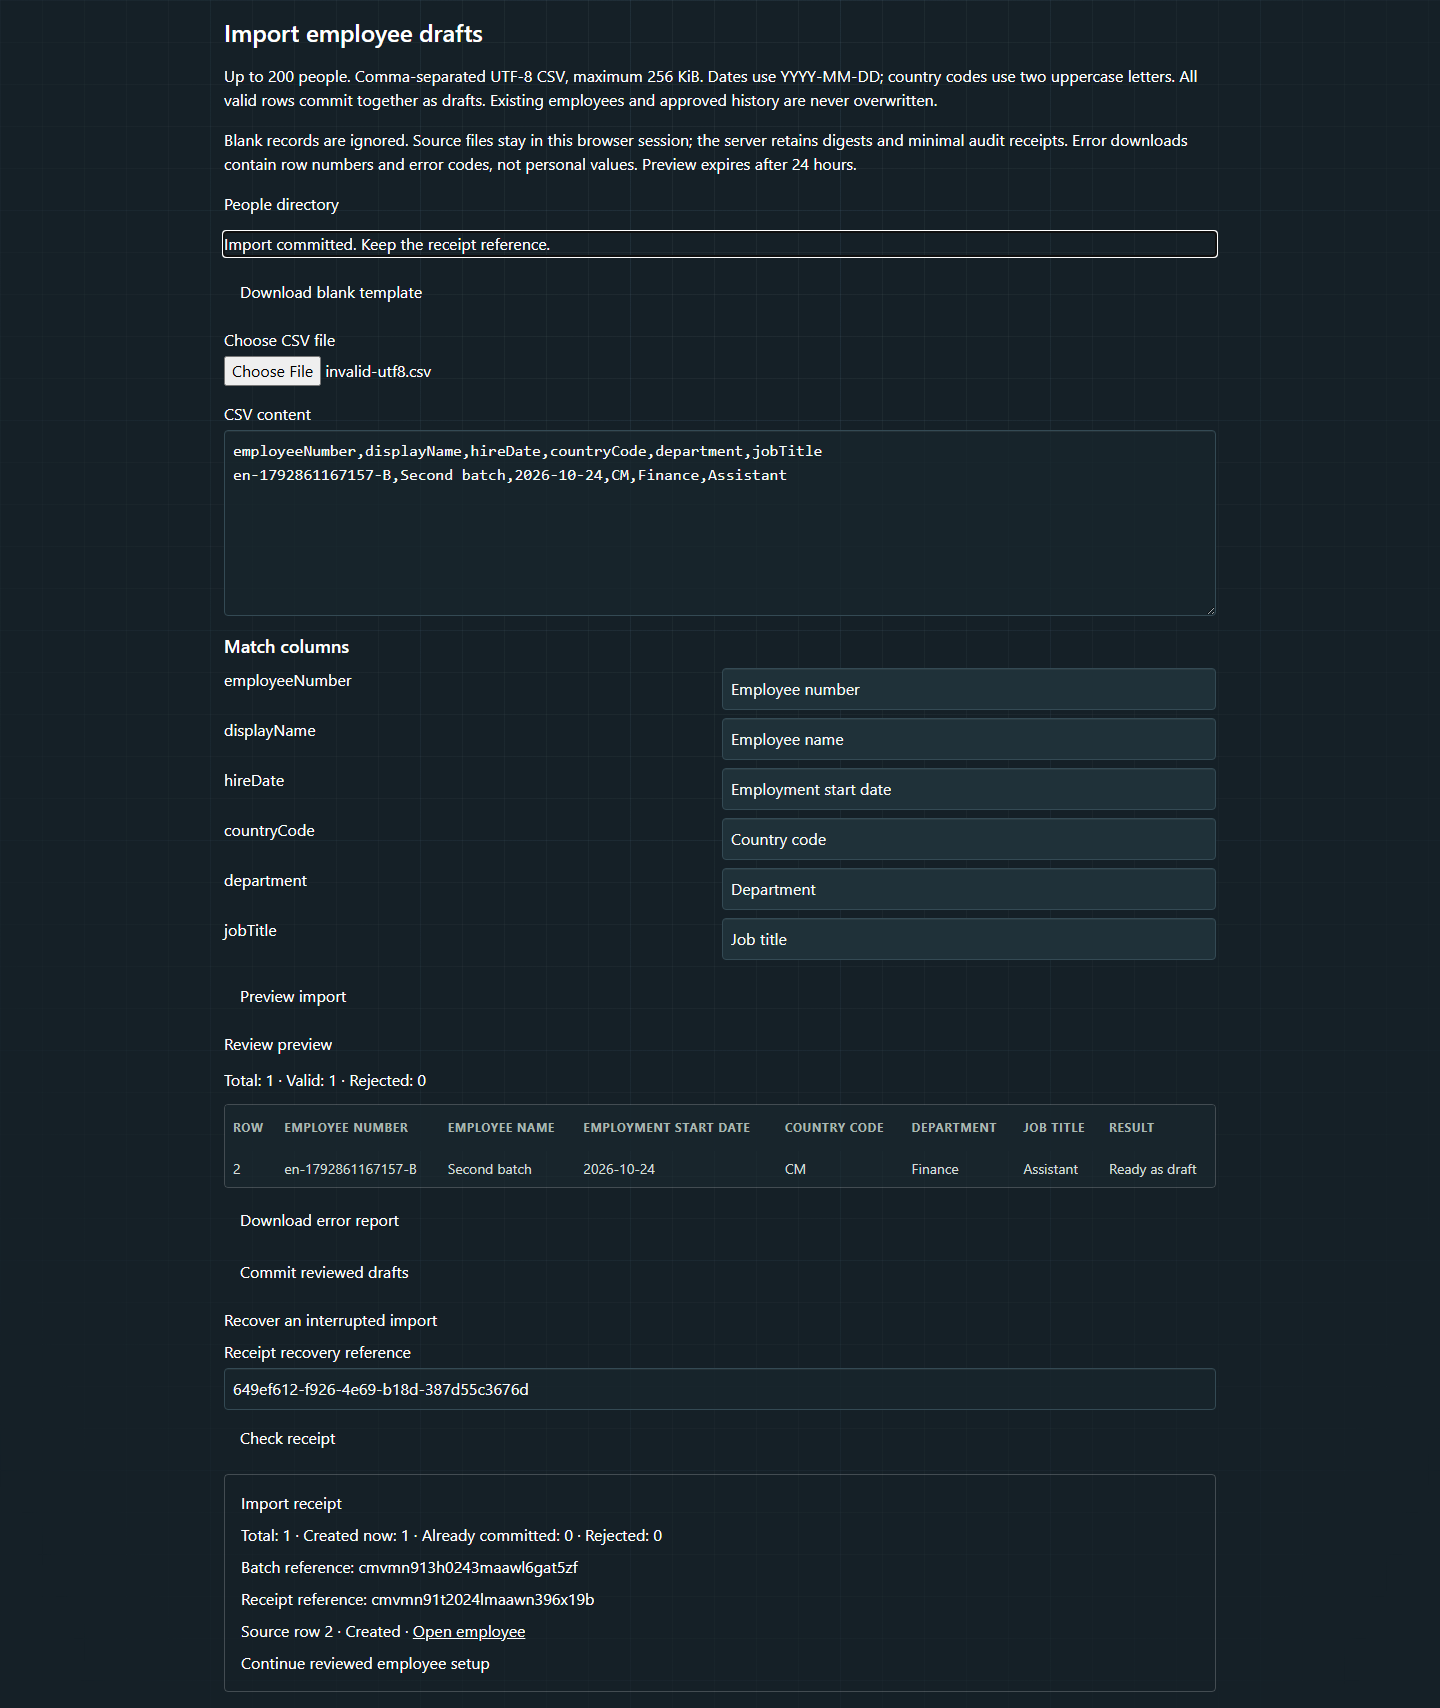 Import employee drafts
Up to 200 people. Comma-separated UTF-8 CSV, maximum 256 KiB. Dates use YYYY-MM-DD; country codes use two uppercase letters. All
valid rows commit together as drafts. Existing employees and approved history are never overwritten.
Blank records are ignored. Source files stay in this browser session; the server retains digests and minimal audit receipts. Error downloads
contain row numbers and error codes, not personal values. Preview expires after 24 hours.
People directory
Import committed. Keep the receipt reference.
Download blank template
Choose CSV file
Choose File invalid-utf8.csv
CSV content
employeeNumber,displayName,hireDate,countryCode,department,jobTitle
en-1792861167157-B,Second batch,2026-10-24,CM,Finance,Assistant
Match columns
employeeNumber Employee number
displayName Employee name
hireDate Employment start date
countryCode Country code
department Department
jobTitle Job title
Preview import
Review preview
Total: 1 · Valid: 1 · Rejected: 0
ROW EMPLOYEE NUMBER EMPLOYEE NAME EMPLOYMENT START DATE COUNTRY CODE DEPARTMENT JOB TITLE RESULT
2 en-1792861167157-B Second batch 2026-10-24 CM Finance Assistant Ready as draft
Download error report
Commit reviewed drafts
Recover an interrupted import
Receipt recovery reference
649ef612-f926-4e69-b18d-387d55c3676d
Check receipt
Import receipt
Total: 1 · Created now: 1 · Already committed: 0 · Rejected: 0
Batch reference: cmvmn913h0243maawl6gat5zf
Receipt reference: cmvmn91t2024lmaawn396x19b
Source row 2 · Created · Open employee
Continue reviewed employee setup